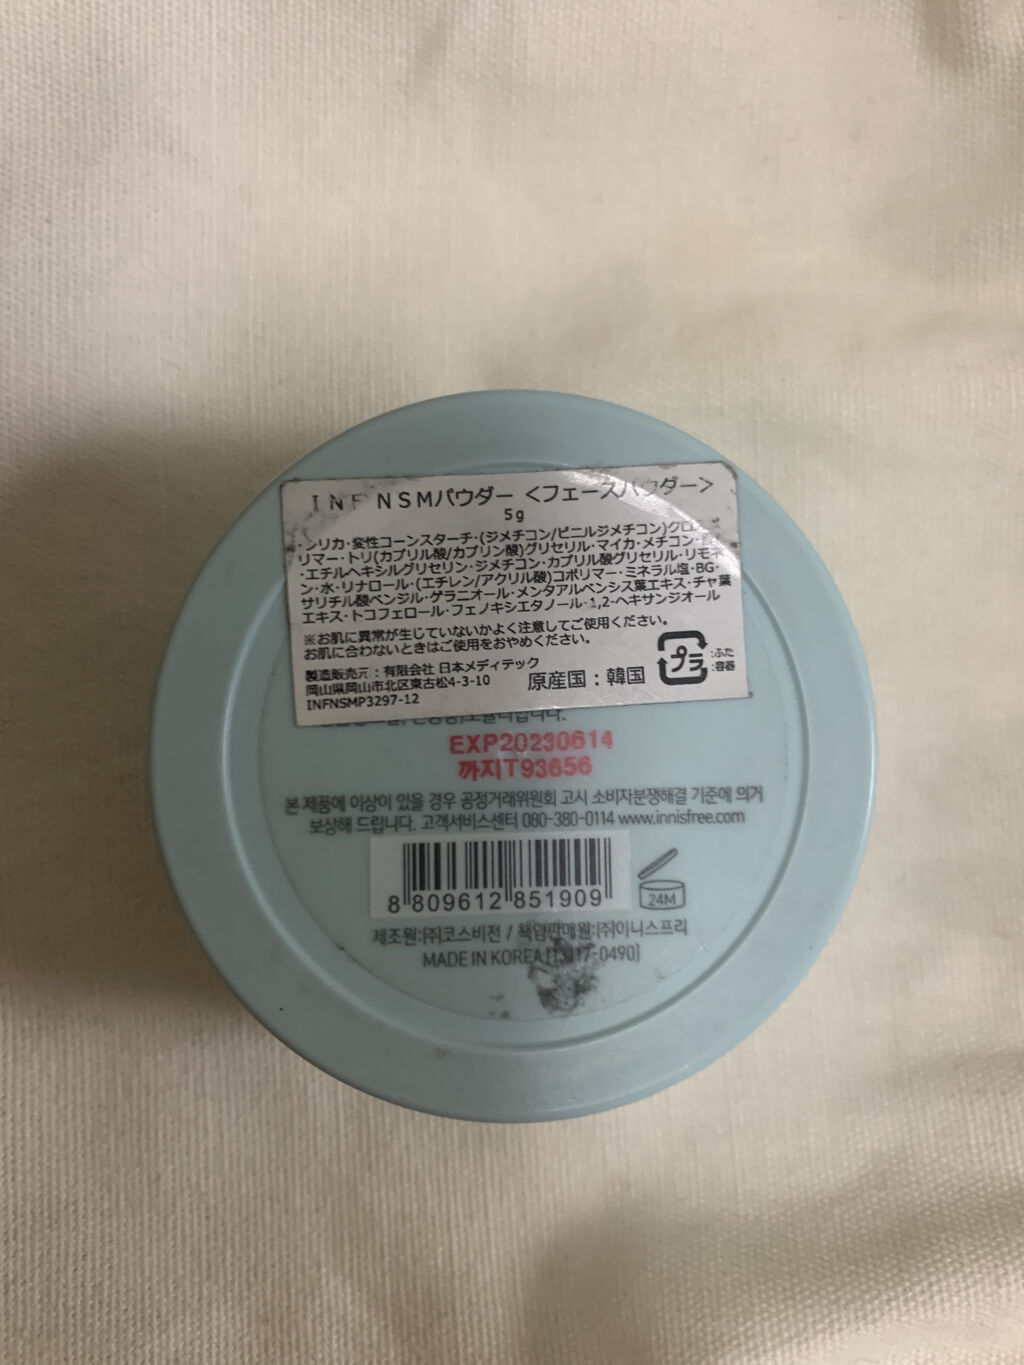 INF NSMパウダー <フェースパウダー>
5g
・シリカ・変性コーンスターチ・(ジメチコン/ビニルジメチコン)クロス
リマー・トリ(カプリル酸/カプリン酸)グリセリル・マイカ・メチコン・
・エチルヘキシルグリセリン・ジメチコン・カプリル酸グリセリル・リモネ
ン・水・リナロール・(エチレン/アクリル酸)コポリマー・ミネラル塩・BG・
サリチル酸ベンジル・ゲラニオール・メンタアルベンシス葉エキス・チャ葉
エキス・トコフェロール・フェノキシエタノール・1,2-ヘキサンジオール
※お肌に異常が生じていないかよく注意してご使用ください。
お肌に合わないときはご使用をおやめください。
製造販売元：有限会社 日本メディテック
岡山県岡山市北区東古松4-3-10
INFNSMP3297-12
原産国：韓国
プラ
:ふた
:容器
EXP20230614
까지T93656
본 제품에 이상이 있을 경우 공정거래위원회 고시 소비자분쟁해결 기준에 의거
보상해 드립니다. 고객서비스센터 080-380-0114 www.innisfree.com
8 809612 851909
24M
제조원:(주)코스비전 / 책임판매원:(주)이니스프리
MADE IN KOREA [13117-0490]